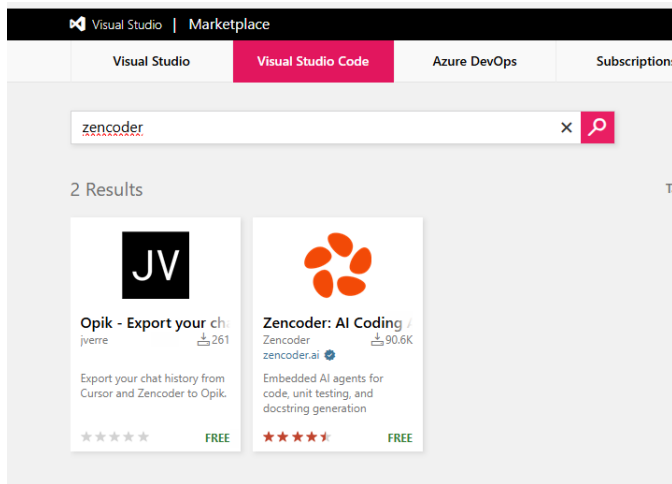 Visual Studio | Marketplace
Visual Studio
Visual Studio Code
Azure DevOps
Subscriptions
zencoder
2 Results
JV
Opik - Export your ch
jverre 261
Export your chat history from
Cursor and Zencoder to Opik.
FREE
Zencoder: AI Coding
Zencoder 90.6K
zencoder.ai
Embedded AI agents for
code, unit testing, and
docstring generation
FREE